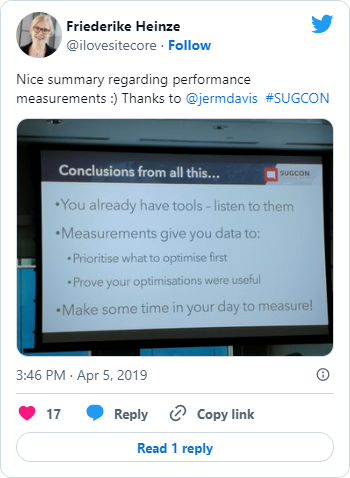 Friederike Heinze
@ilovesitecore · Follow
Nice summary regarding performance
measurements :) Thanks to @jermdavis #SUGCON
Conclusions from all this...
SUGCON
•You already have tools – listen to them
•Measurements give you data to:
•Prioritise what to optimise first
•Prove your optimisations were useful
•Make some time in your day to measure!
3:46 PM · Apr 5, 2019
17 Reply Copy link
Read 1 reply